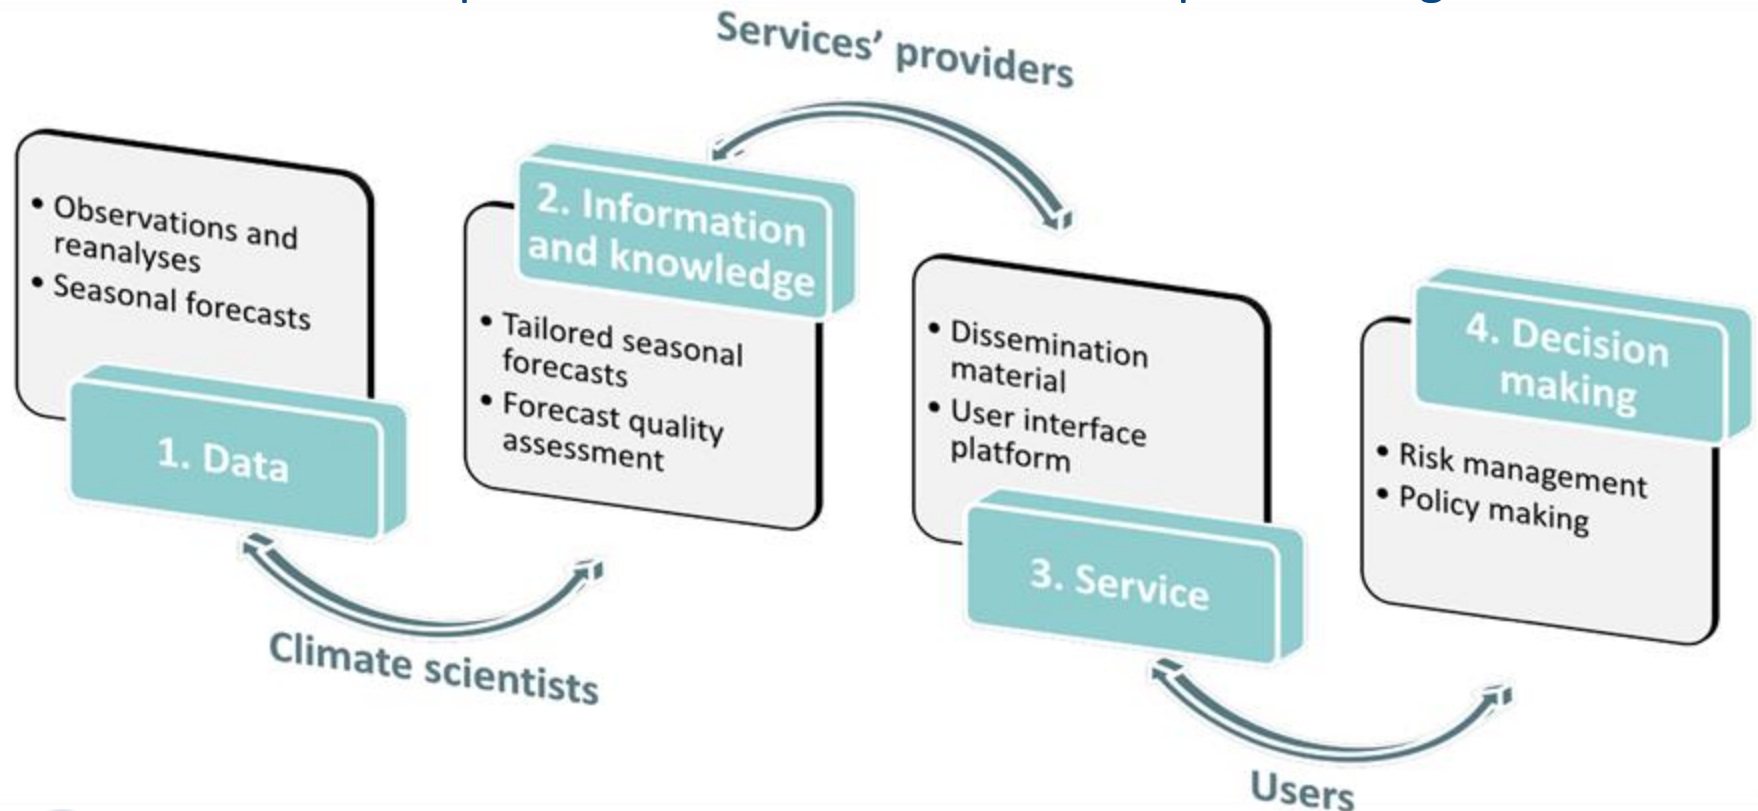 Services’ providers
• Observations and
reanalyses
• Seasonal forecasts
1. Data
Climate scientists
2. Information
and knowledge
• Tailored seasonal
forecasts
• Forecast quality
assessment
• Dissemination
material
• User interface
platform
3. Service
4. Decision
making
• Risk management
• Policy making
Users